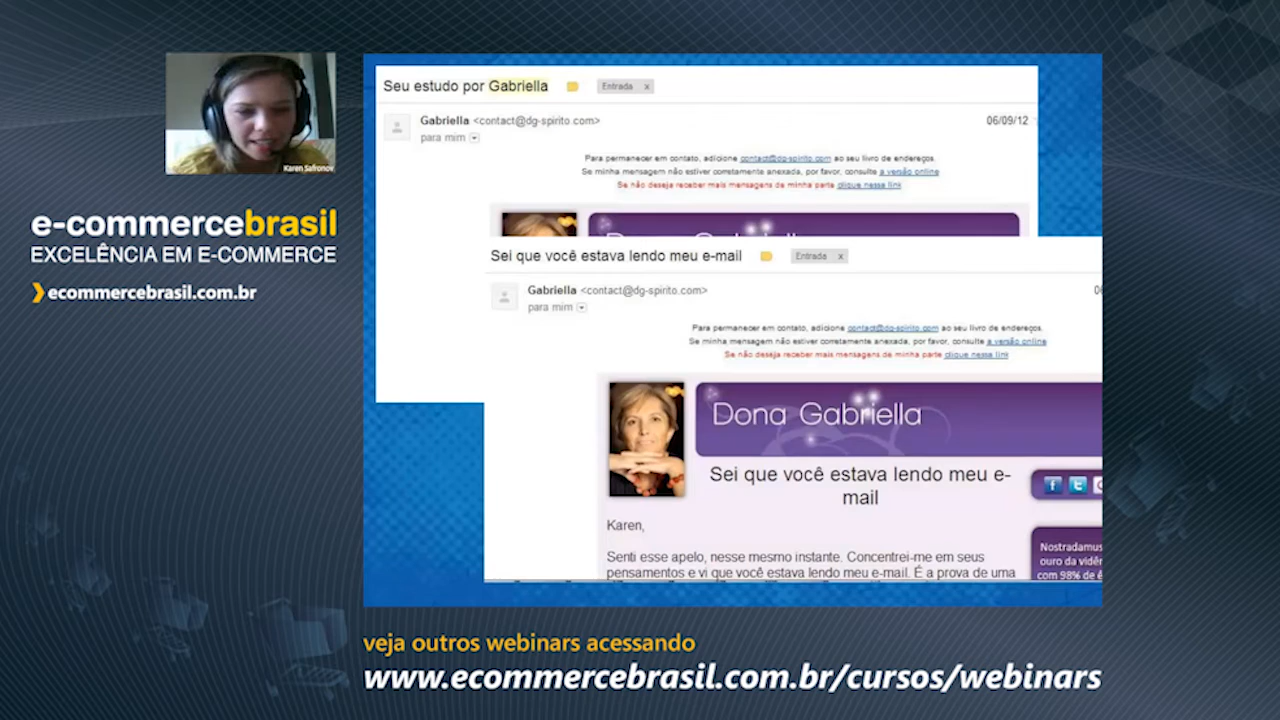 Karen Safronov
e-commercebrasil
EXCELÊNCIA EM E-COMMERCE
ecommercebrasil.com.br
Seu estudo por Gabriella
Entrada x
Gabriella <contact@dg-spirito.com>
06/09/12
para mim
Para permanecer em contato, adicione contact@dg-spirito.com ao seu livro de endereços.
Se minha mensagem não estiver corretamente anexada, por favor, consulte a versão online
Se não deseja receber mais mensagens de minha parte clique nesse link
Sei que você estava lendo meu e-mail
Entrada x
Gabriella <contact@dg-spirito.com>
para mim
Para permanecer em contato, adicione contact@dg-spirito.com ao seu livro de endereços.
Se minha mensagem não estiver corretamente anexada, por favor, consulte a versão online
Se não deseja receber mais mensagens de minha parte clique nesse link
Dona Gabriella
Sei que você estava lendo meu e-
mail
Karen,
Senti esse apelo, nesse mesmo instante. Concentrei-me em seus
pensamentos e vi que você estava lendo meu e-mail. É a prova de uma
Nostradamus
ouro da vidên
com 98% de
veja outros webinars acessando
www.ecommercebrasil.com.br/cursos/webinars